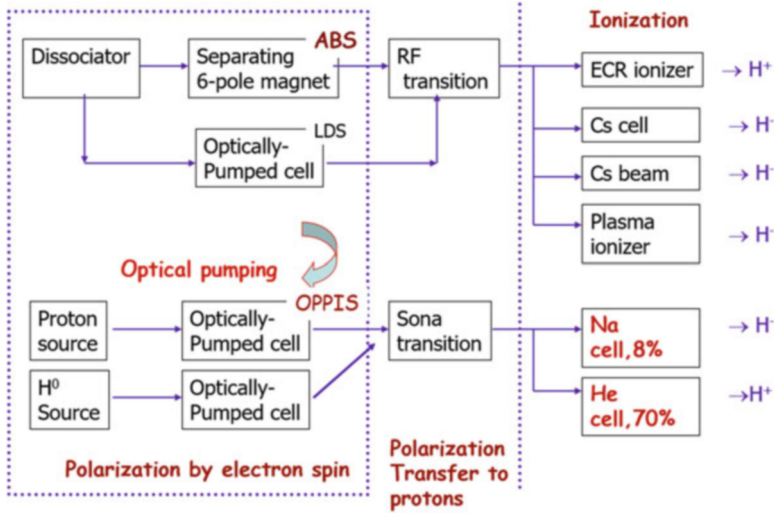 Ionization
ABS
Dissociator
Separating
6-pole magnet
RF
transition
ECR ionizer
→ H⁺
LDS
Optically-
Pumped cell
Cs cell
→ H⁻
Cs beam
→ H⁻
Plasma
ionizer
→ H⁻
Optical pumping
OPPIS
Proton
source
Optically-
Pumped cell
Sona
transition
Na
cell,8%
→ H⁻
H⁰
Source
Optically-
Pumped cell
He
cell,70%
→H⁺
Polarization by electron spin
Polarization
Transfer to
protons